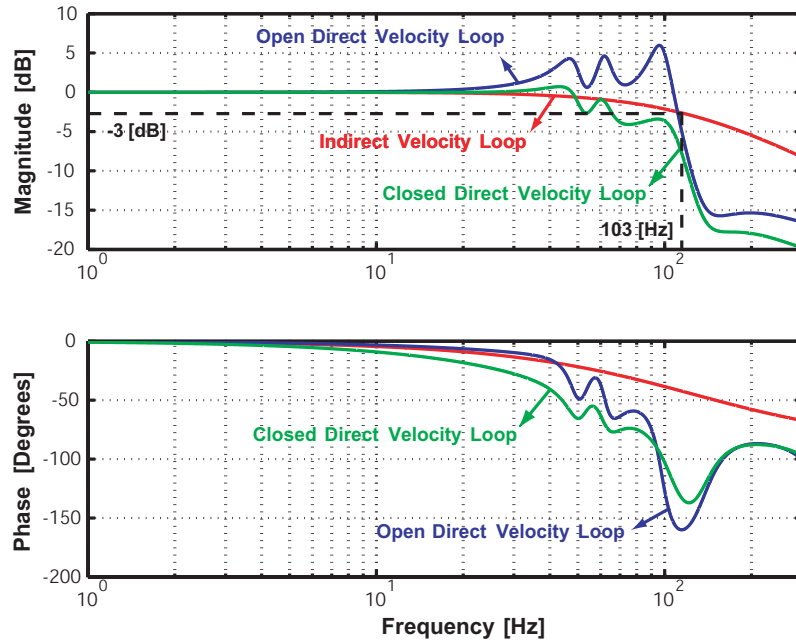 10
5
0
-5
-10
-15
-20
Magnitude [dB]
Open Direct Velocity Loop
-3 [dB]
Indirect Velocity Loop
Closed Direct Velocity Loop
103 [Hz]
10^0
10^1
10^2
0
-50
-100
-150
-200
Phase [Degrees]
Closed Direct Velocity Loop
Open Direct Velocity Loop
10^0
10^1
10^2
Frequency [Hz]